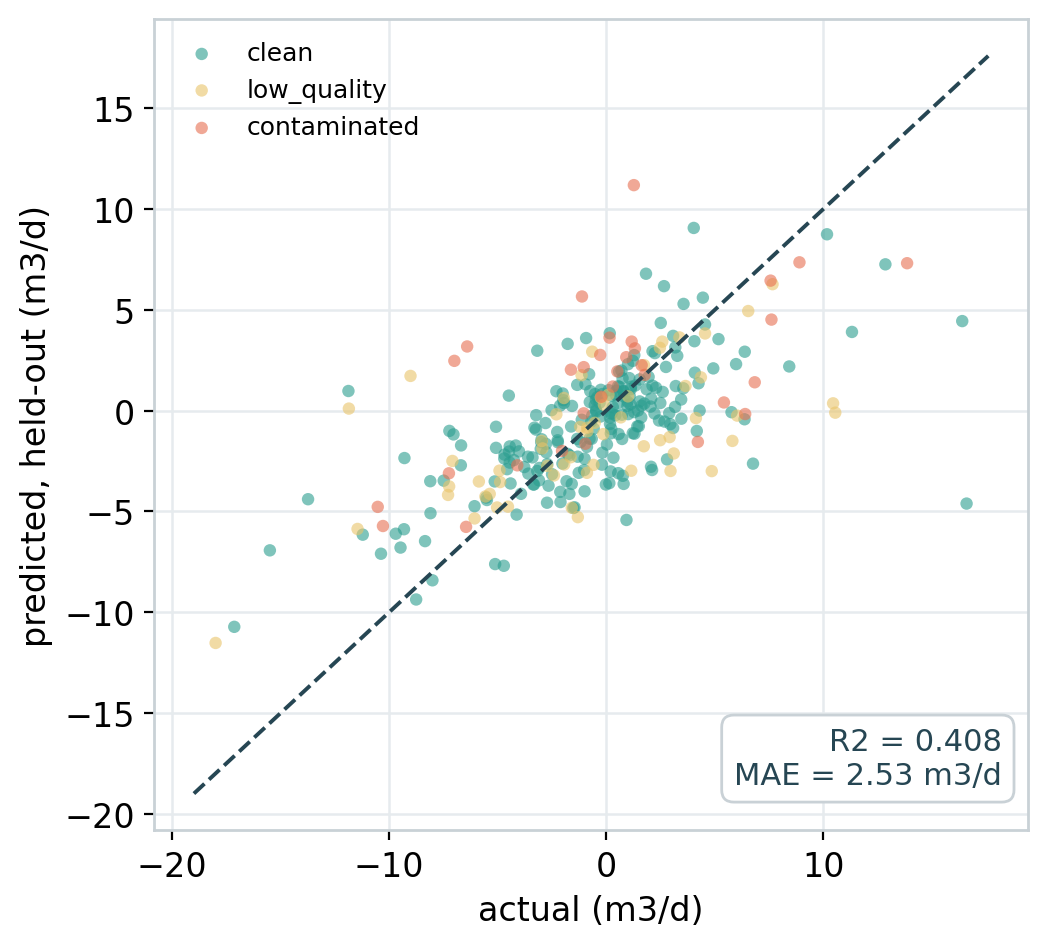 clean
low_quality
contaminated
15
10
5
0
−5
−10
−15
−20
predicted, held-out (m3/d)
R2 = 0.408
MAE = 2.53 m3/d
−20 −10 0 10
actual (m3/d)